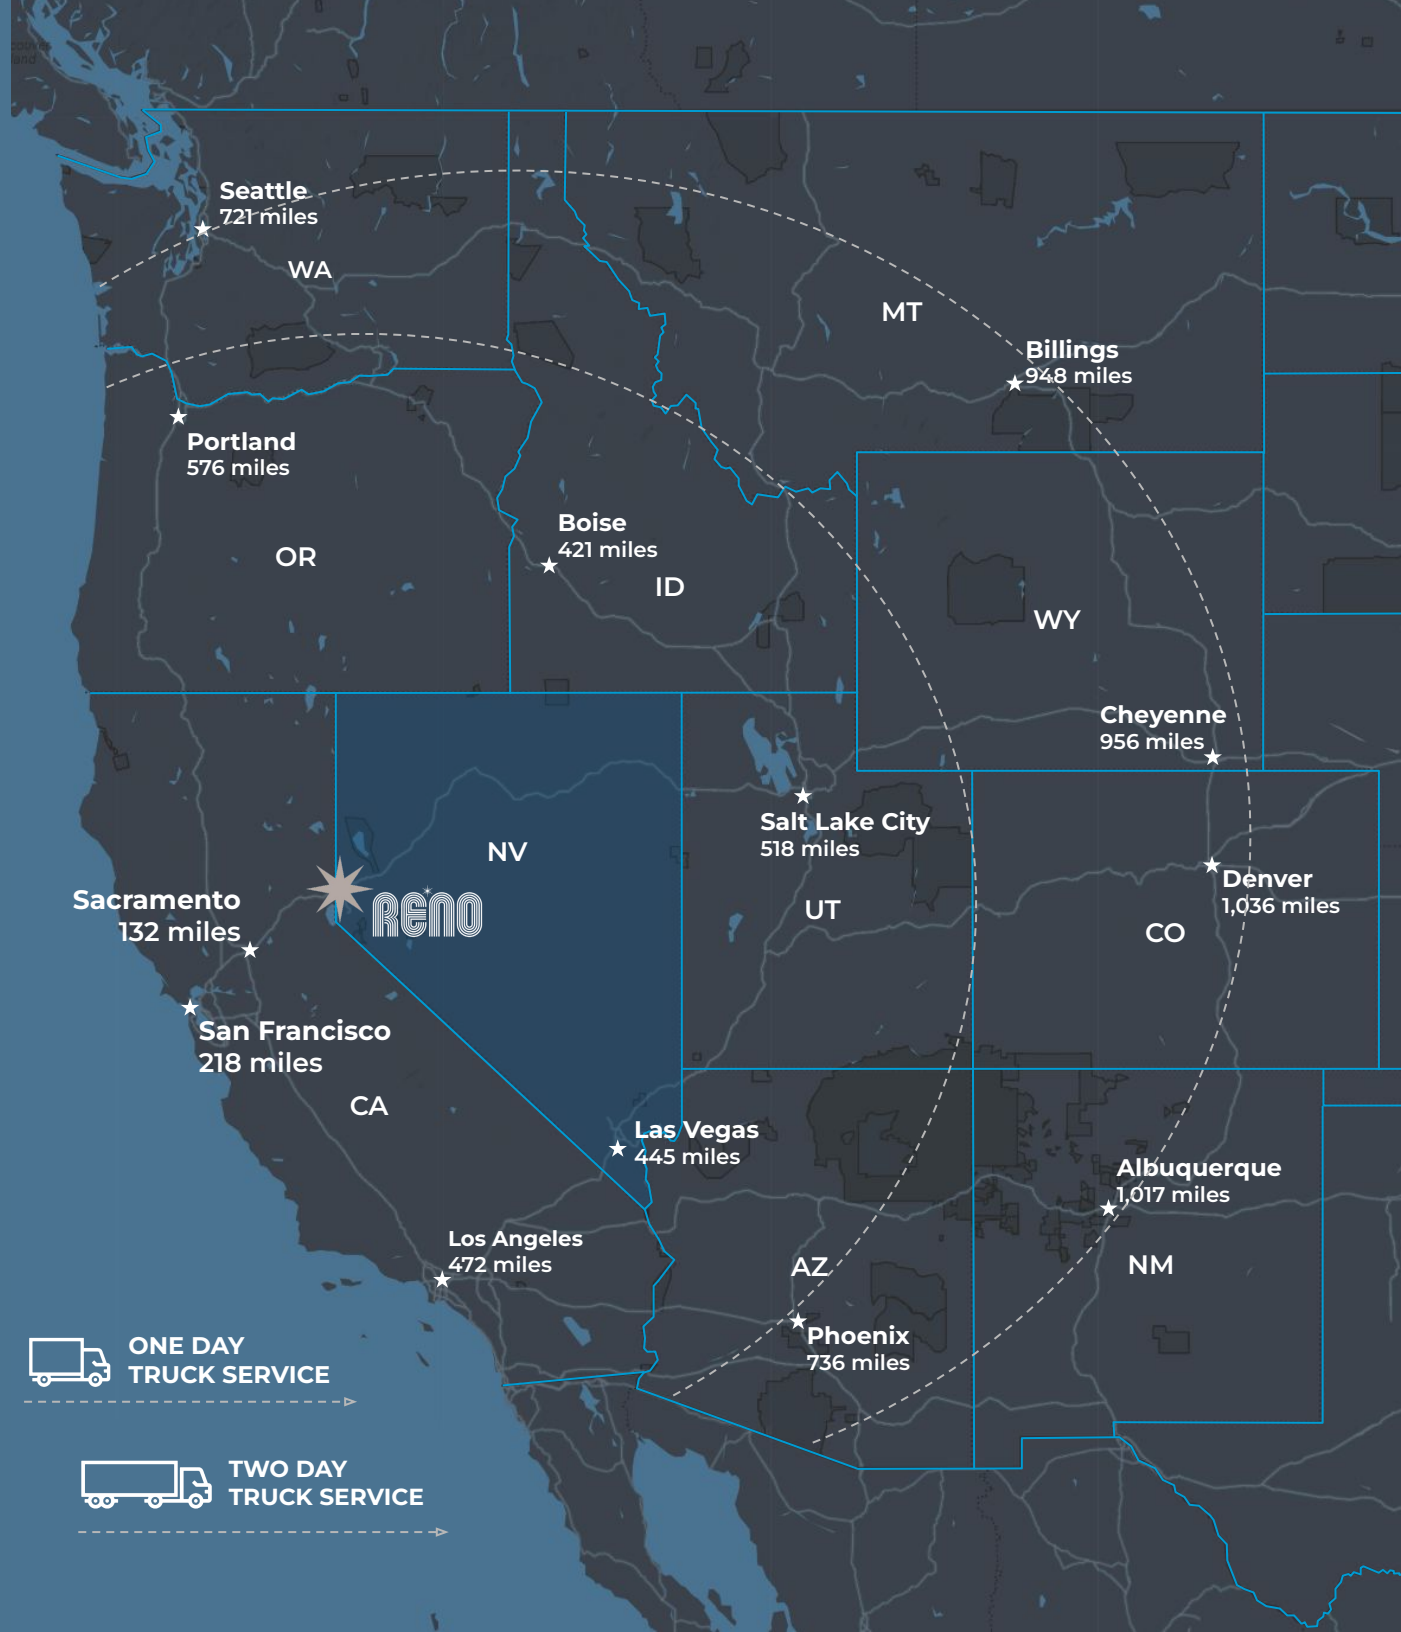 Seattle
721 miles
WA
MT
Billings
948 miles
Portland
576 miles
Boise
421 miles
OR
ID
WY
Cheyenne
956 miles
Salt Lake City
518 miles
NV
Denver
1,036 miles
Sacramento
132 miles
RENO
UT
CO
San Francisco
218 miles
CA
Las Vegas
445 miles
Albuquerque
1,017 miles
Los Angeles
472 miles
AZ
NM
Phoenix
736 miles
ONE DAY
TRUCK SERVICE
TWO DAY
TRUCK SERVICE